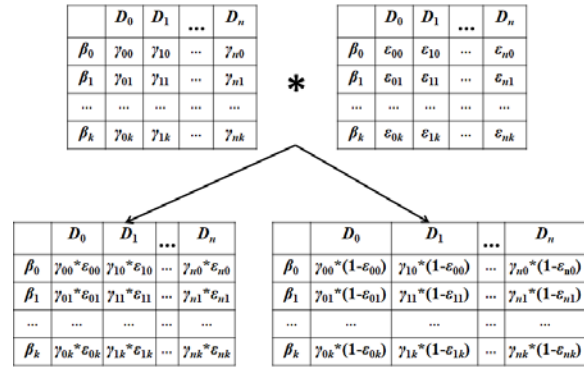 D₀ D₁ ... Dₙ
β₀ γ₀₀ γ₁₀ ... γₙ₀
β₁ γ₀₁ γ₁₁ ... γₙ₁
... ... ... ... ...
βₖ γ₀ₖ γ₁ₖ ... γₙₖ
*
D₀ D₁ ... Dₙ
β₀ ε₀₀ ε₁₀ ... εₙ₀
β₁ ε₀₁ ε₁₁ ... εₙ₁
... ... ... ... ...
βₖ ε₀ₖ ε₁ₖ ... εₙₖ
D₀ D₁ ... Dₙ
β₀ γ₀₀*ε₀₀ γ₁₀*ε₁₀ ... γₙ₀*εₙ₀
β₁ γ₀₁*ε₀₁ γ₁₁*ε₁₁ ... γₙ₁*εₙ₁
... ... ... ... ...
βₖ γ₀ₖ*ε₀ₖ γ₁ₖ*ε₁ₖ ... γₙₖ*εₙₖ
D₀ D₁ ... Dₙ
β₀ γ₀₀*(1-ε₀₀) γ₁₀*(1-ε₀₀) ... γₙ₀*(1-εₙ₀)
β₁ γ₀₁*(1-ε₀₁) γ₁₁*(1-ε₁₁) ... γₙ₁*(1-εₙ₁)
... ... ... ... ...
βₖ γ₀ₖ*(1-ε₀ₖ) γ₁ₖ*(1-ε₁ₖ) ... γₙₖ*(1-εₙₖ)